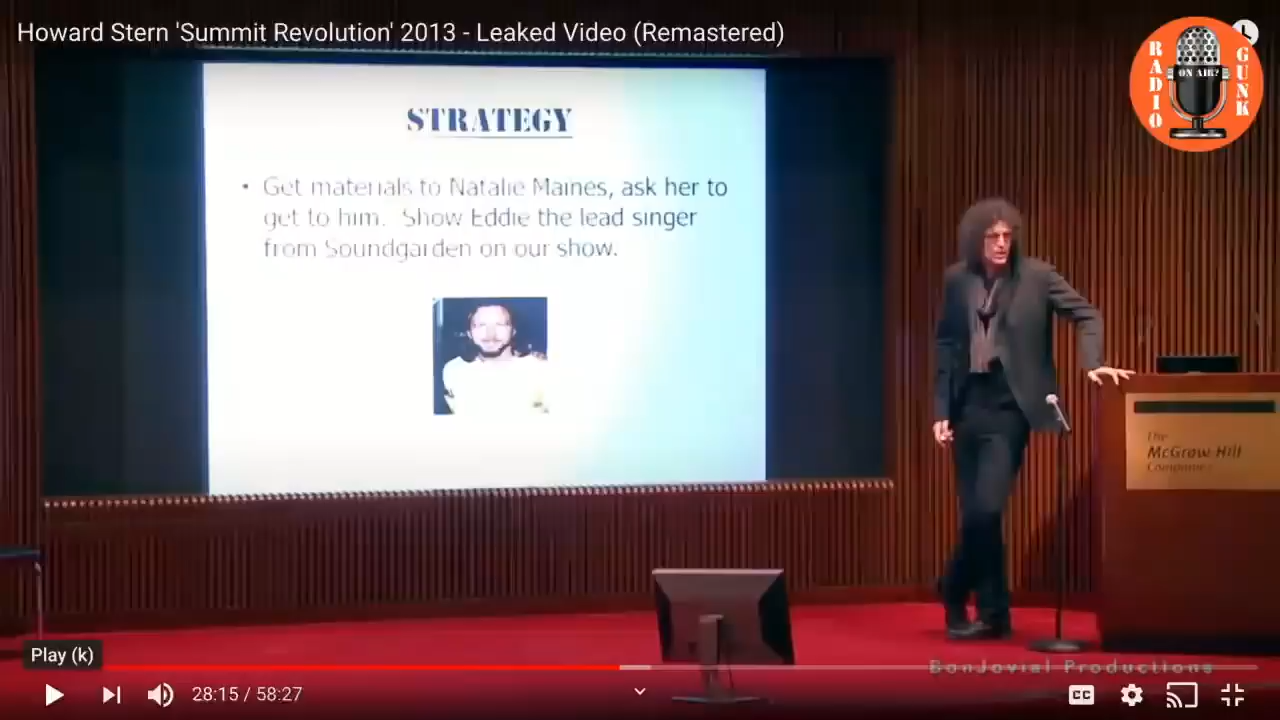 Howard Stern 'Summit Revolution' 2013 - Leaked Video (Remastered)
RADIO
ON AIR?
GUNK
STRATEGY
• Get materials to Natalie Maines, ask her to
get to him. Show Eddie the lead singer
from Soundgarden on our show.
The
McGraw-Hill
Companies
Play (k)
BonJovial Productions
28:15 / 58:27
CC